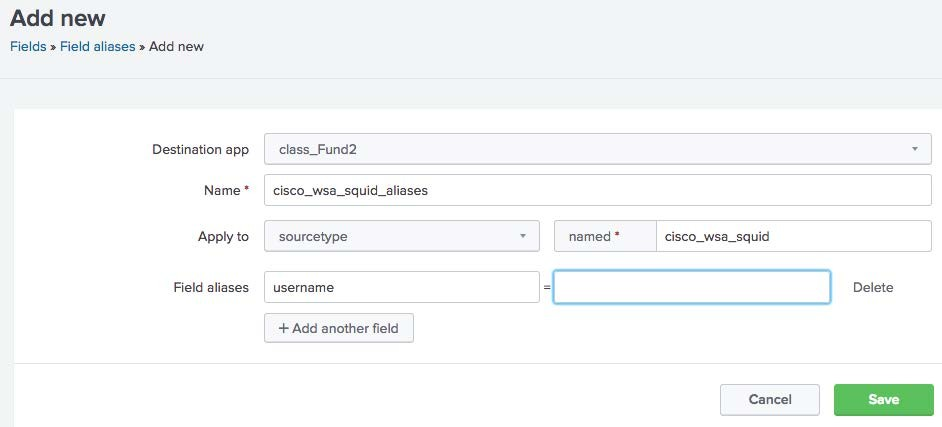 Add new
Fields » Field aliases » Add new
Destination app class_Fund2
Name * cisco_wsa_squid_aliases
Apply to sourcetype named * cisco_wsa_squid
Field aliases username = Delete
+ Add another field
Cancel Save